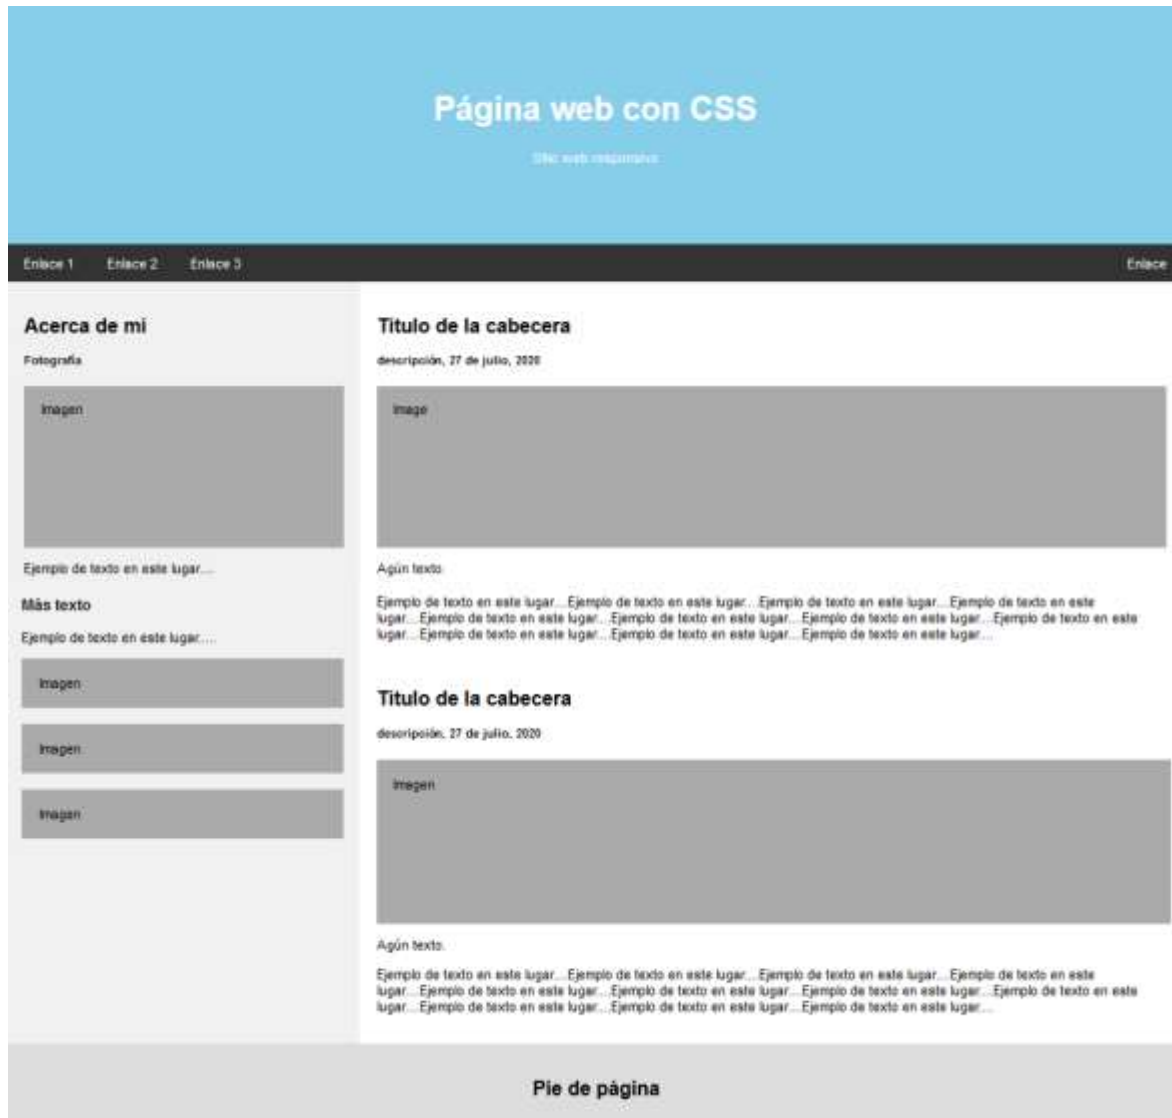 Página web con CSS
Sitio web responsivo
Enlace 1 Enlace 2 Enlace 3 Enlace
Acerca de mi
Fotografía
Imagen
Ejemplo de texto en este lugar....
Más texto
Ejemplo de texto en este lugar.....
Imagen
Imagen
Imagen
Titulo de la cabecera
descripción, 27 de julio, 2020
Image
Agún texto.
Ejemplo de texto en este lugar....Ejemplo de texto en este lugar....Ejemplo de texto en este lugar....Ejemplo de texto en este
lugar....Ejemplo de texto en este lugar....Ejemplo de texto en este lugar....Ejemplo de texto en este lugar....Ejemplo de texto en este
lugar....Ejemplo de texto en este lugar....Ejemplo de texto en este lugar....Ejemplo de texto en este lugar....
Titulo de la cabecera
descripción, 27 de julio, 2020
Imagen
Agún texto.
Ejemplo de texto en este lugar....Ejemplo de texto en este lugar....Ejemplo de texto en este lugar....Ejemplo de texto en este
lugar....Ejemplo de texto en este lugar....Ejemplo de texto en este lugar....Ejemplo de texto en este lugar....Ejemplo de texto en este
lugar....Ejemplo de texto en este lugar....Ejemplo de texto en este lugar....Ejemplo de texto en este lugar....
Pie de página